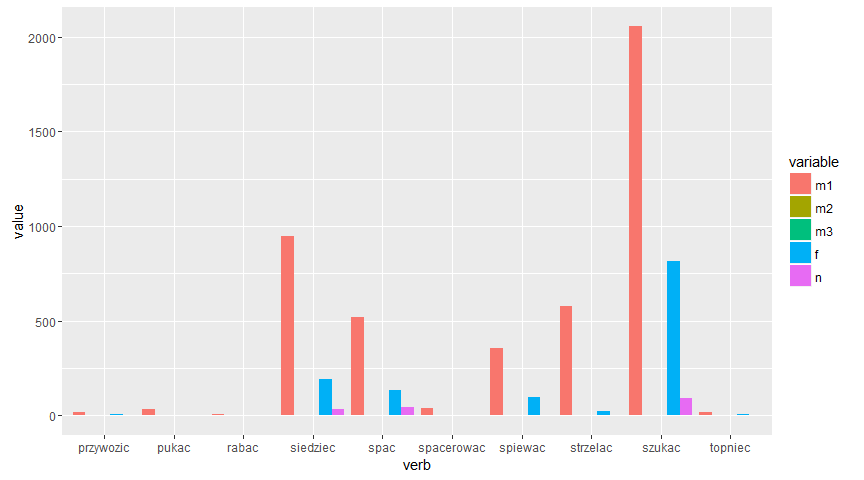 2000
1500
1000
500
0
value
przywozic pukac rabac siedziec spac spacerowac spiewac strzelac szukac topniec
verb
variable
m1
m2
m3
f
n